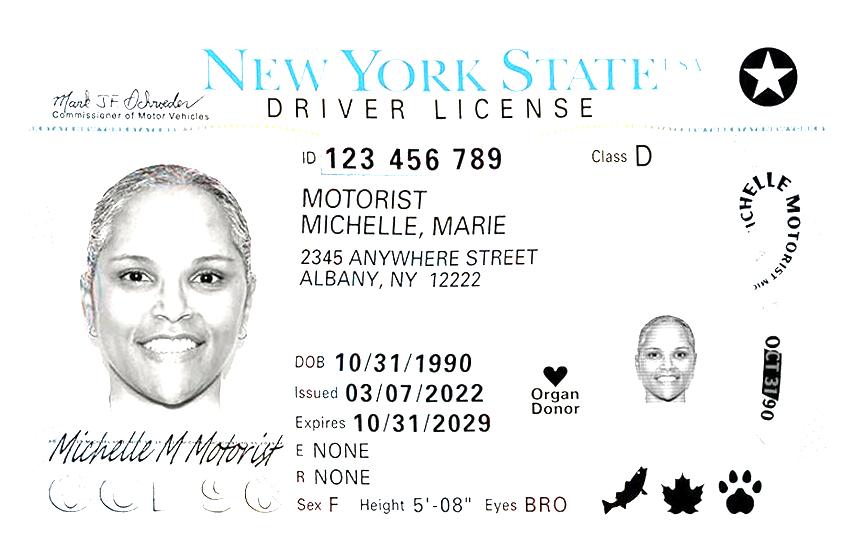 NEW YORK STATE USA
Mark JF Schroeder
Commissioner of Motor Vehicles
DRIVER LICENSE
ID 123 456 789
Class D
MOTORIST
MICHELLE, MARIE
2345 ANYWHERE STREET
ALBANY, NY 12222
ICHELLE MOTORIST MIC
DOB 10/31/1990
Issued 03/07/2022
Expires 10/31/2029
Organ
Donor
OCT 31/90
E NONE
R NONE
Michelle M Motorist
Sex F Height 5'-08" Eyes BRO